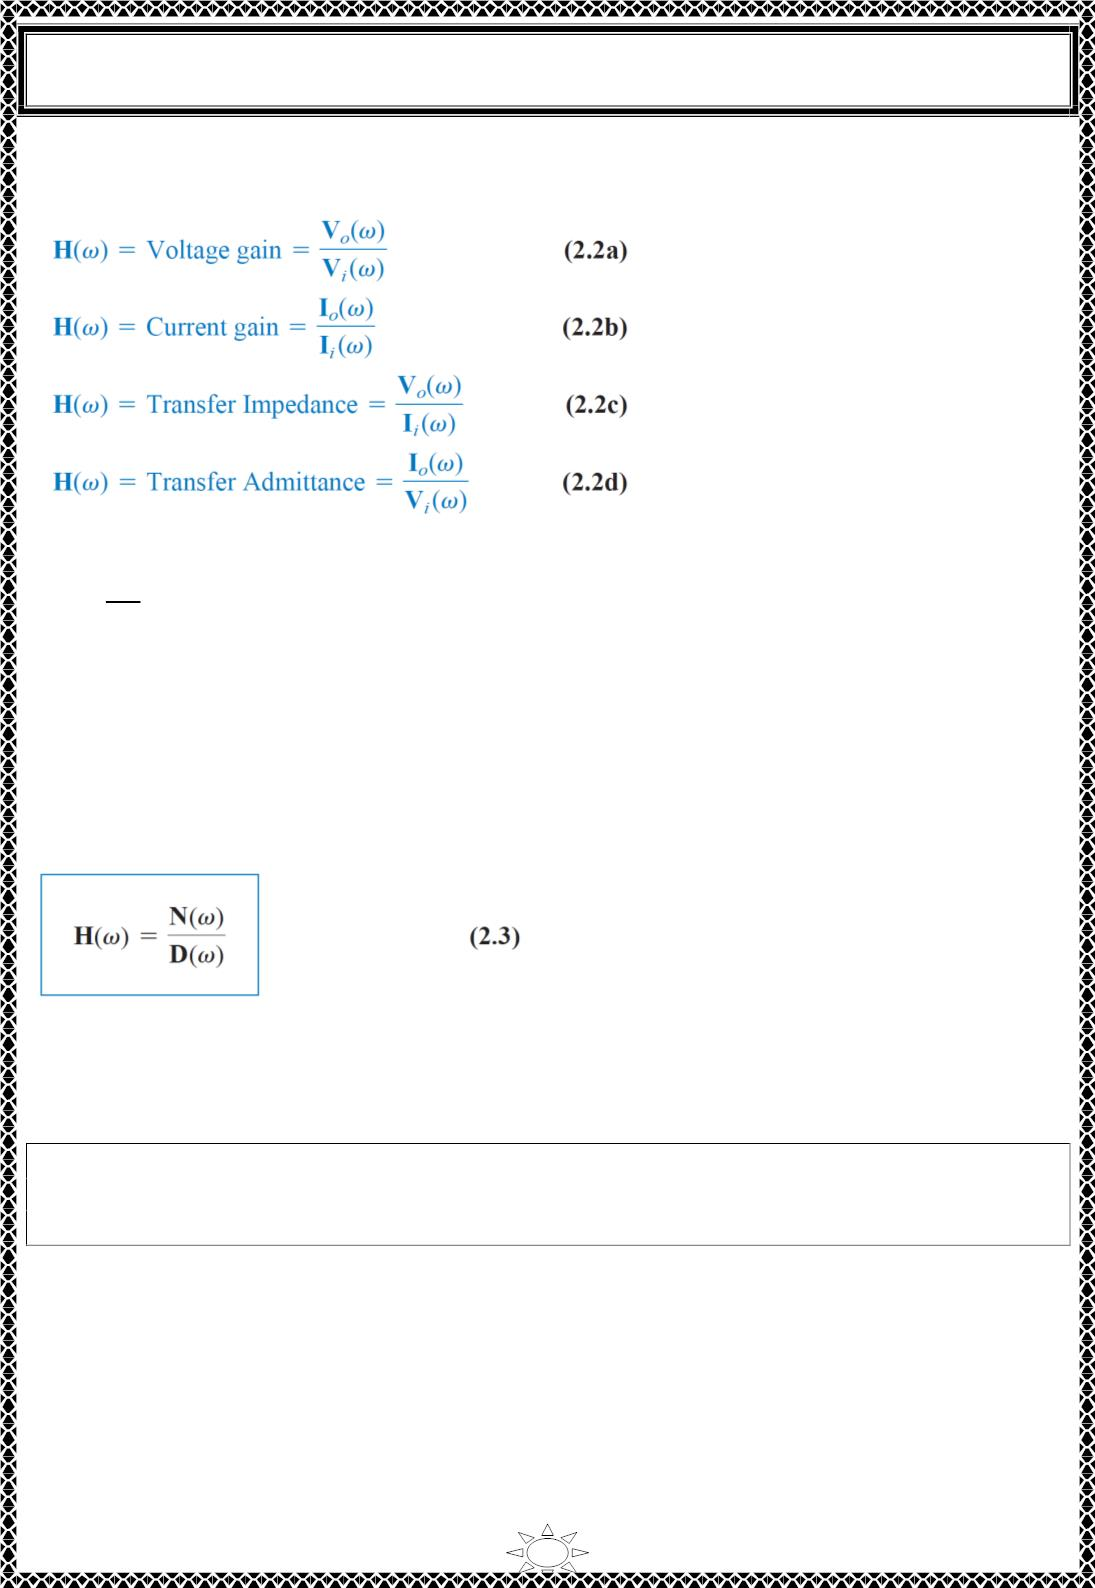 H(ω) = Voltage gain = V_o(ω) / V_i(ω) (2.2a)
H(ω) = Current gain = I_o(ω) / I_i(ω) (2.2b)
H(ω) = Transfer Impedance = V_o(ω) / I_i(ω) (2.2c)
H(ω) = Transfer Admittance = I_o(ω) / V_i(ω) (2.2d)
H(ω) = N(ω) / D(ω) (2.3)